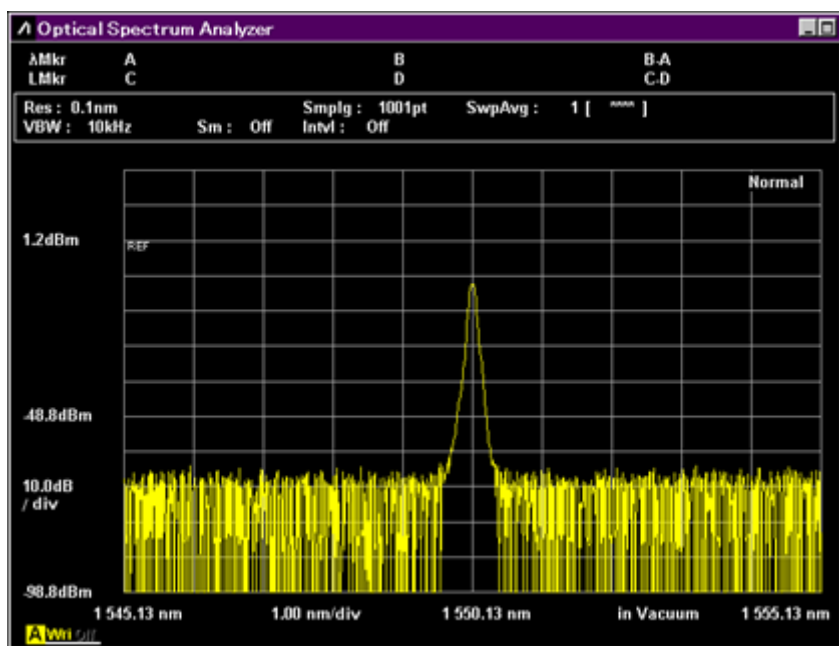 Optical Spectrum Analyzer
λMkr A B B-A
LMkr C D C-D
Res : 0.1nm Smplg : 1001pt SwpAvg : 1 [ ^^^^ ]
VBW : 10kHz Sm : Off Intvl : Off
Normal
1.2dBm
REF
-48.8dBm
10.0dB
/ div
-98.8dBm
1 545.13 nm 1.00 nm/div 1 550.13 nm in Vacuum 1 555.13 nm
A Wri Off